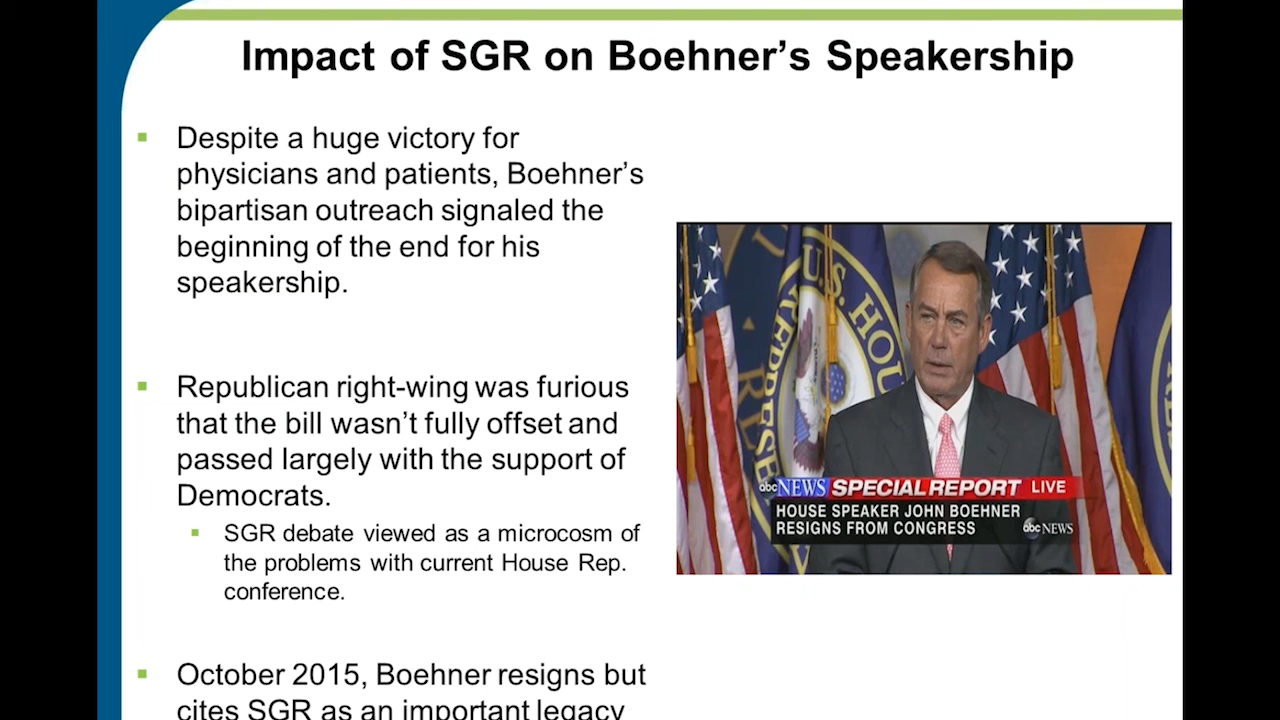 Impact of SGR on Boehner’s Speakership
Despite a huge victory for
physicians and patients, Boehner’s
bipartisan outreach signaled the
beginning of the end for his
speakership.
Republican right-wing was furious
that the bill wasn’t fully offset and
passed largely with the support of
Democrats.
SGR debate viewed as a microcosm of
the problems with current House Rep.
conference.
October 2015, Boehner resigns but
cites SGR as an important legacy
U.S. HOU
abc NEWS SPECIAL REPORT LIVE
HOUSE SPEAKER JOHN BOEHNER
RESIGNS FROM CONGRESS
abc NEWS